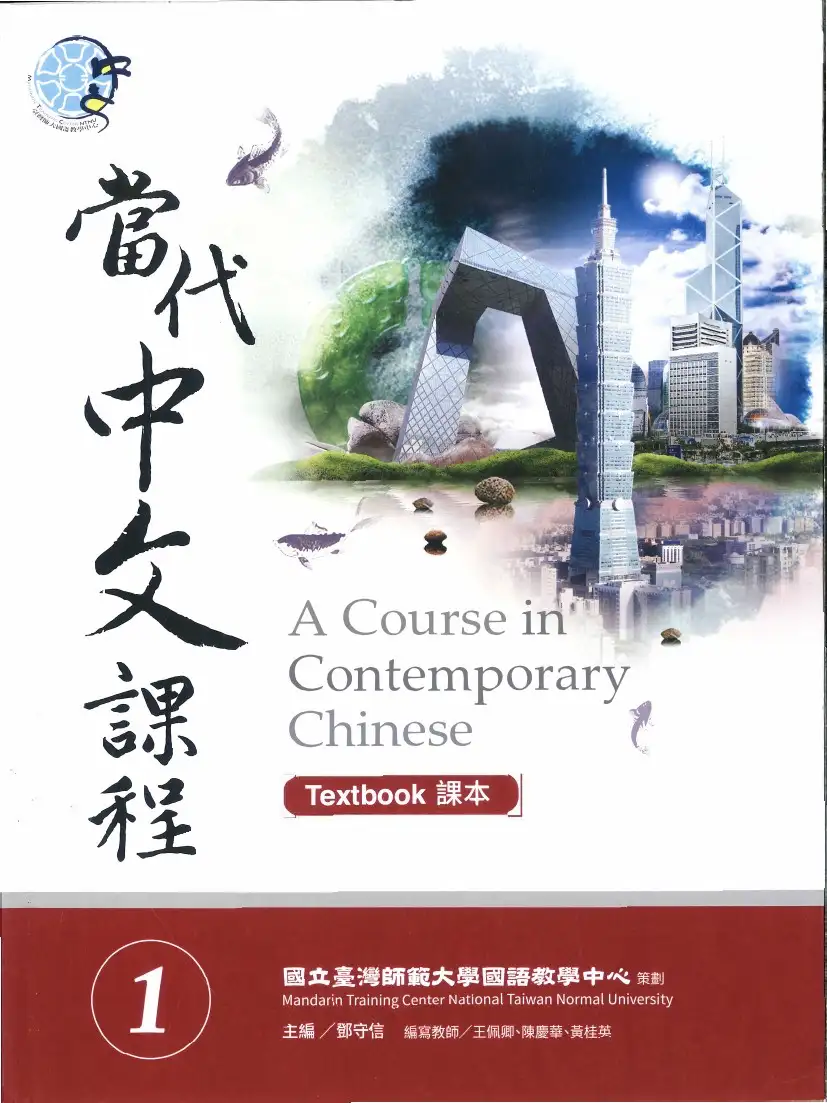 當代中文課程
A Course in
Contemporary
Chinese
Textbook 課本
1
國立臺灣師範大學國語教學中心 策劃
Mandarin Training Center National Taiwan Normal University
主編／鄧守信 編寫教師／王佩卿、陳慶華、黃桂英